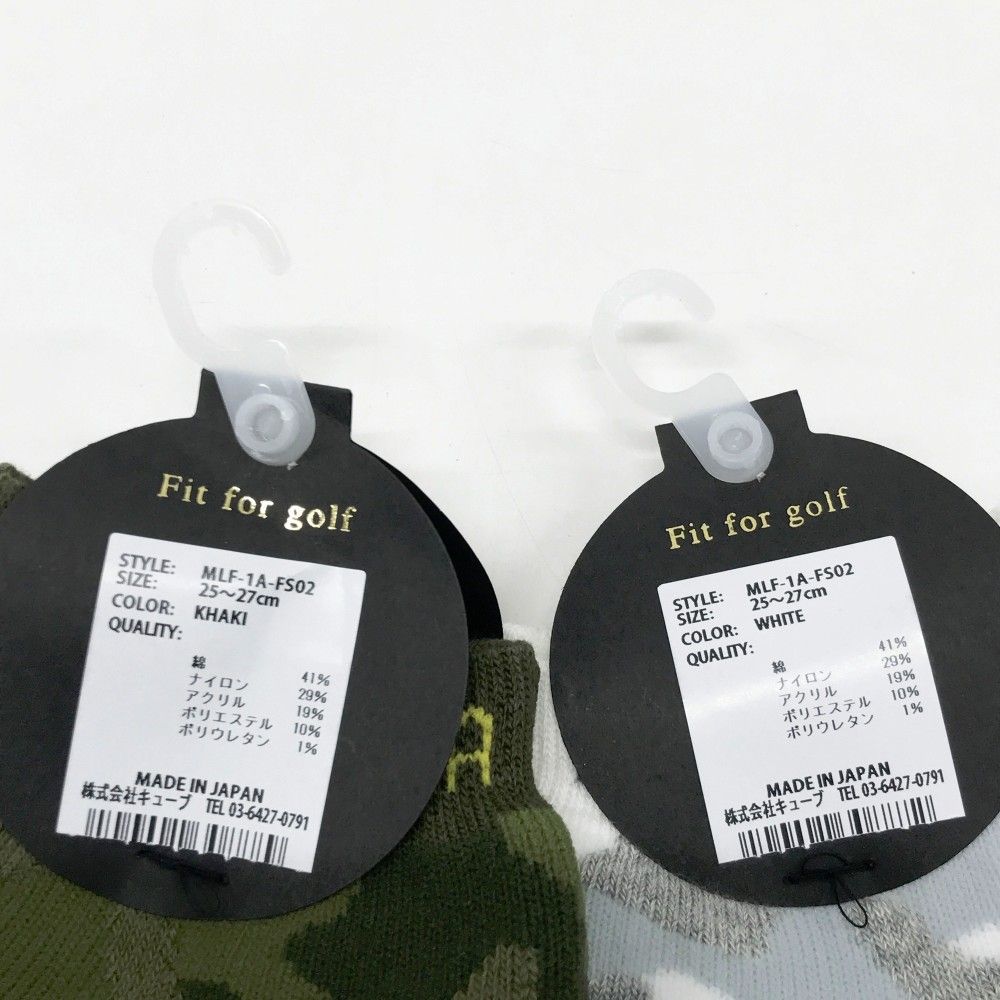 Fit for golf
STYLE: MLF-1A-FS02
SIZE: 25～27cm
COLOR: KHAKI
QUALITY:
綿 41%
ナイロン 29%
アクリル 19%
ポリエステル 10%
ポリウレタン 1%
MADE IN JAPAN
株式会社キューブ TEL 03-6427-0791
A
Fit for golf
STYLE: MLF-1A-FS02
SIZE: 25～27cm
COLOR: WHITE
QUALITY:
綿 41%
ナイロン 29%
アクリル 19%
ポリエステル 10%
ポリウレタン 1%
MADE IN JAPAN
株式会社キューブ TEL 03-6427-0791